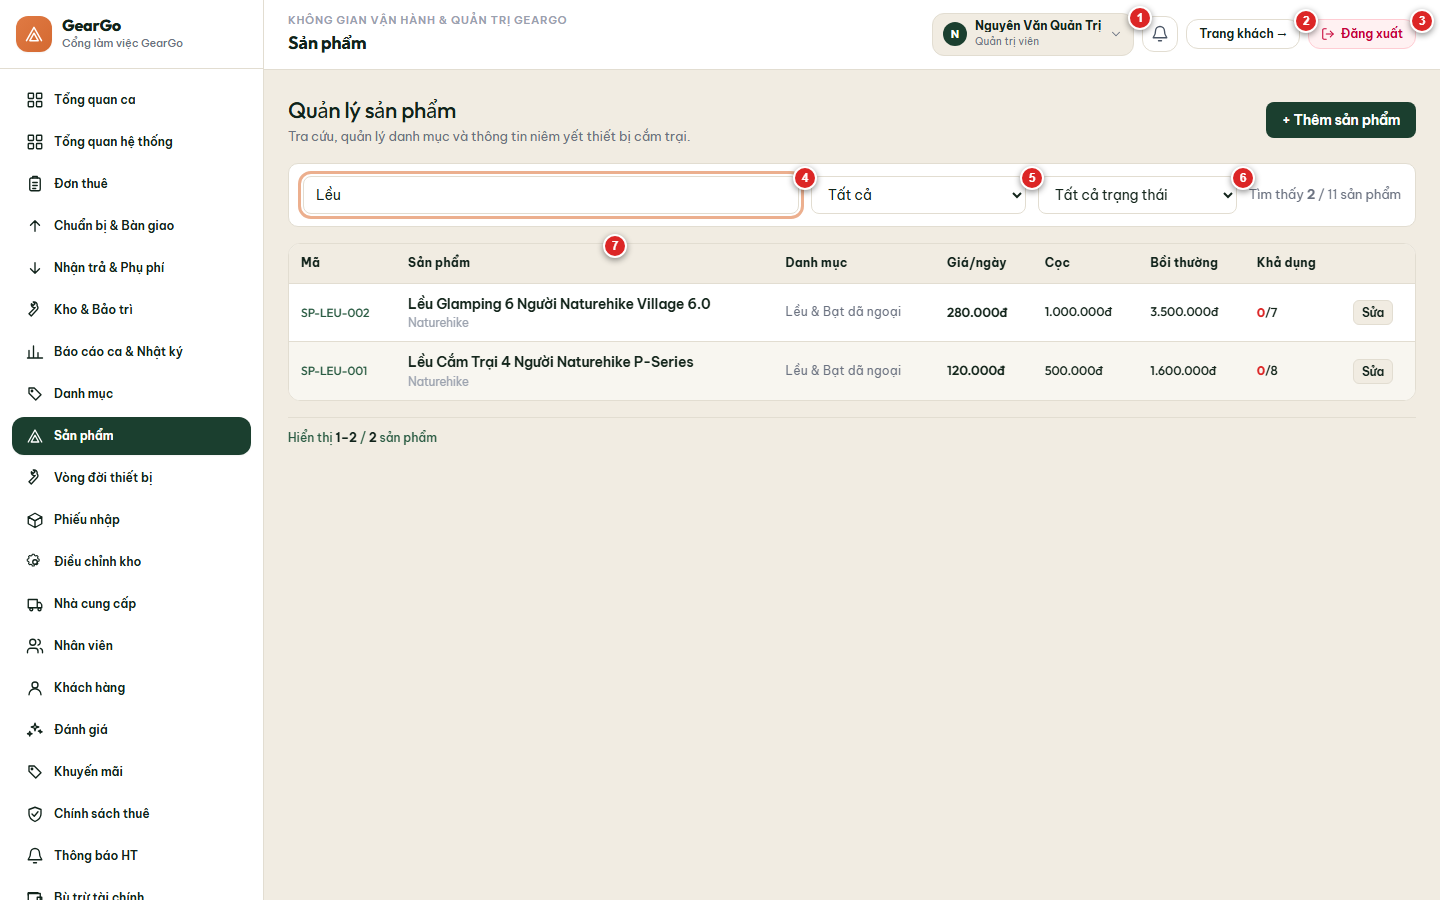 GearGo
Cổng làm việc GearGo
Tổng quan ca
Tổng quan hệ thống
Đơn thuê
Chuẩn bị & Bàn giao
Nhận trả & Phụ phí
Kho & Bảo trì
Báo cáo ca & Nhật ký
Danh mục
Sản phẩm
Vòng đời thiết bị
Phiếu nhập
Điều chỉnh kho
Nhà cung cấp
Nhân viên
Khách hàng
Đánh giá
Khuyến mãi
Chính sách thuê
Thông báo HT
Bù trừ tài chính
KHÔNG GIAN VẬN HÀNH & QUẢN TRỊ GEARGO
Sản phẩm
N
Nguyễn Văn Quản Trị
Quản trị viên
1
Trang khách →
2
Đăng xuất
3
Quản lý sản phẩm
Tra cứu, quản lý danh mục và thông tin niêm yết thiết bị cắm trại.
+ Thêm sản phẩm
Lều
4
Tất cả
5
Tất cả trạng thái
6
Tìm thấy 2 / 11 sản phẩm
7
Mã Sản phẩm Danh mục Giá/ngày Cọc Bồi thường Khả dụng
SP-LEU-002 Lều Glamping 6 Người Naturehike Village 6.0 Lều & Bạt dã ngoại 280.000đ 1.000.000đ 3.500.000đ 0/7 Sửa
Naturehike
SP-LEU-001 Lều Cắm Trại 4 Người Naturehike P-Series Lều & Bạt dã ngoại 120.000đ 500.000đ 1.600.000đ 0/8 Sửa
Naturehike
Hiển thị 1–2 / 2 sản phẩm